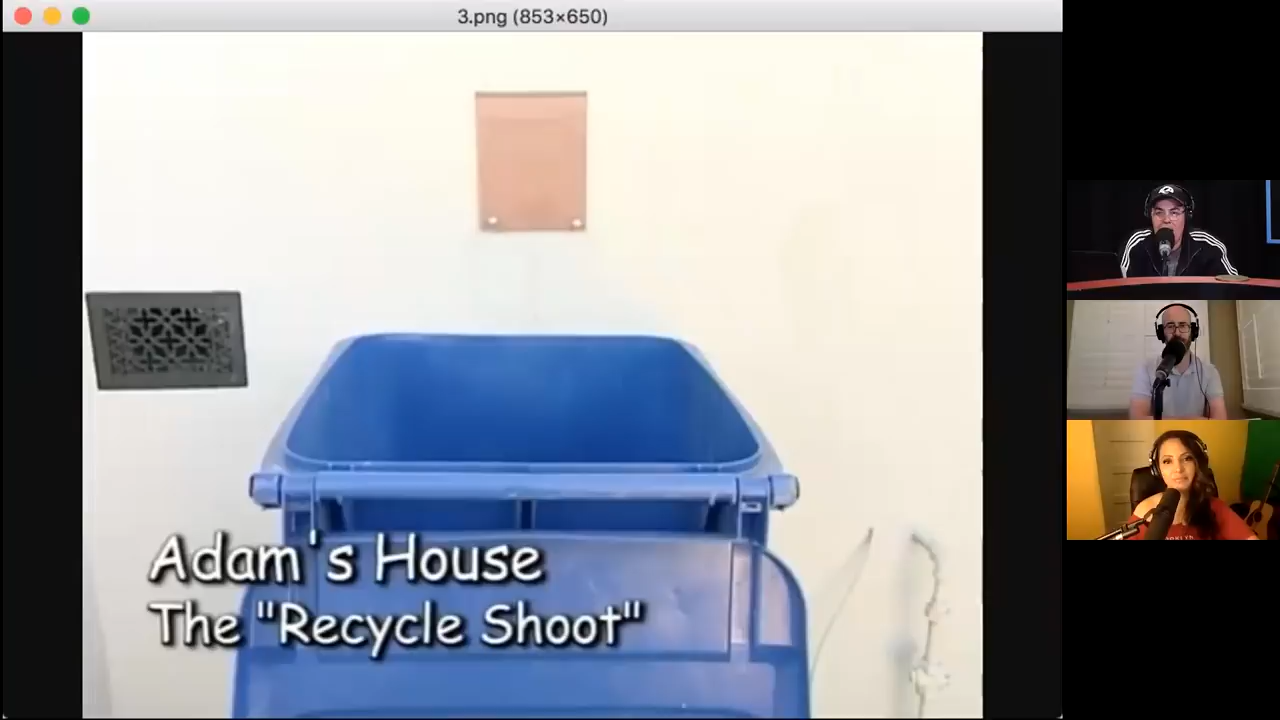 3.png (853×650)
Adam's House
The "Recycle Shoot"